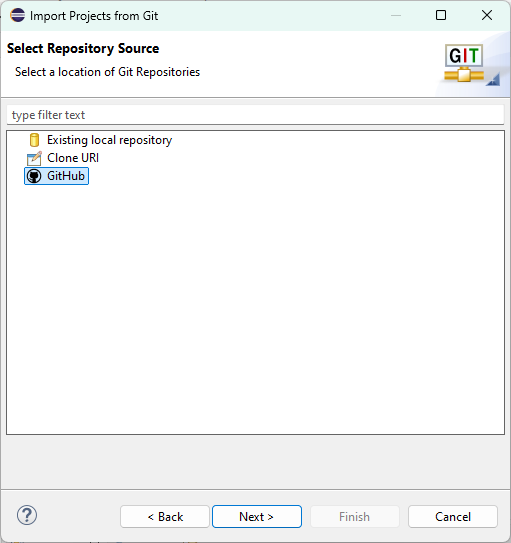 Import Projects from Git
Select Repository Source
Select a location of Git Repositories
GIT
type filter text
Existing local repository
Clone URI
GitHub
?
< Back
Next >
Finish
Cancel